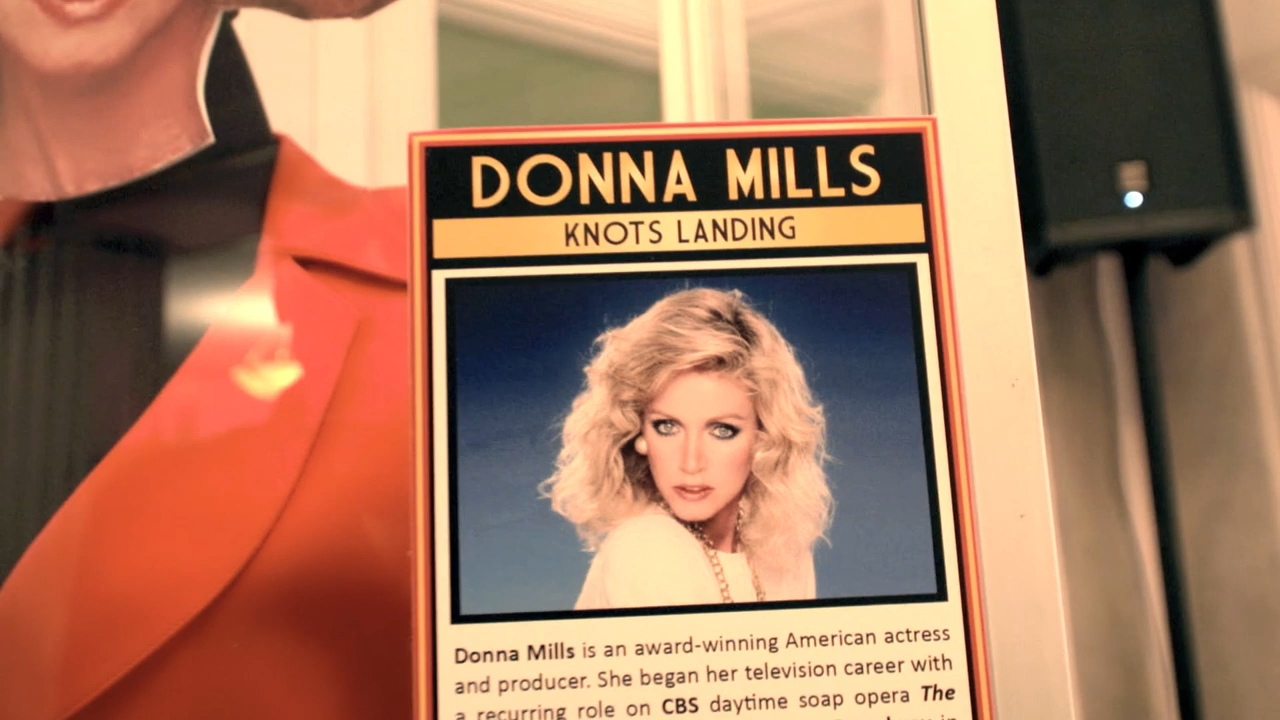 DONNA MILLS
KNOTS LANDING
Donna Mills is an award-winning American actress
and producer. She began her television career with
a recurring role on CBS daytime soap opera The
in